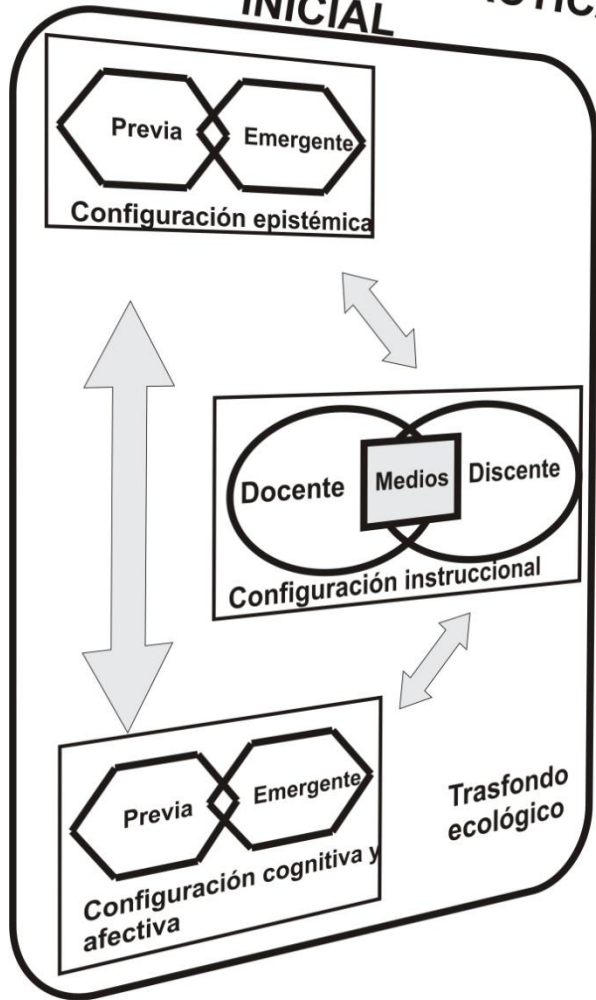 INICIAL
Previa
Emergente
Configuración epistémica
Docente
Medios
Discente
Configuración instruccional
Previa
Emergente
Configuración cognitiva y
afectiva
Trasfondo
ecológico